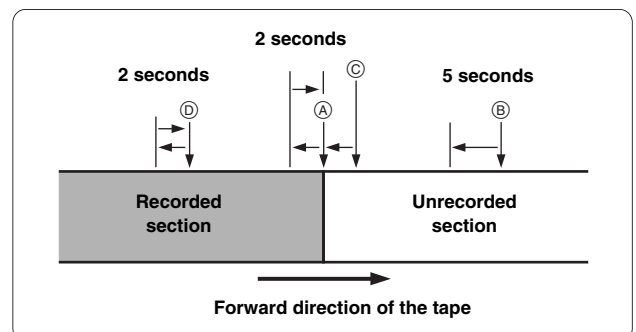 2 seconds
Ⓒ
2 seconds
5 seconds
Ⓓ
Ⓐ
Ⓑ
Recorded
section
Unrecorded
section
Forward direction of the tape